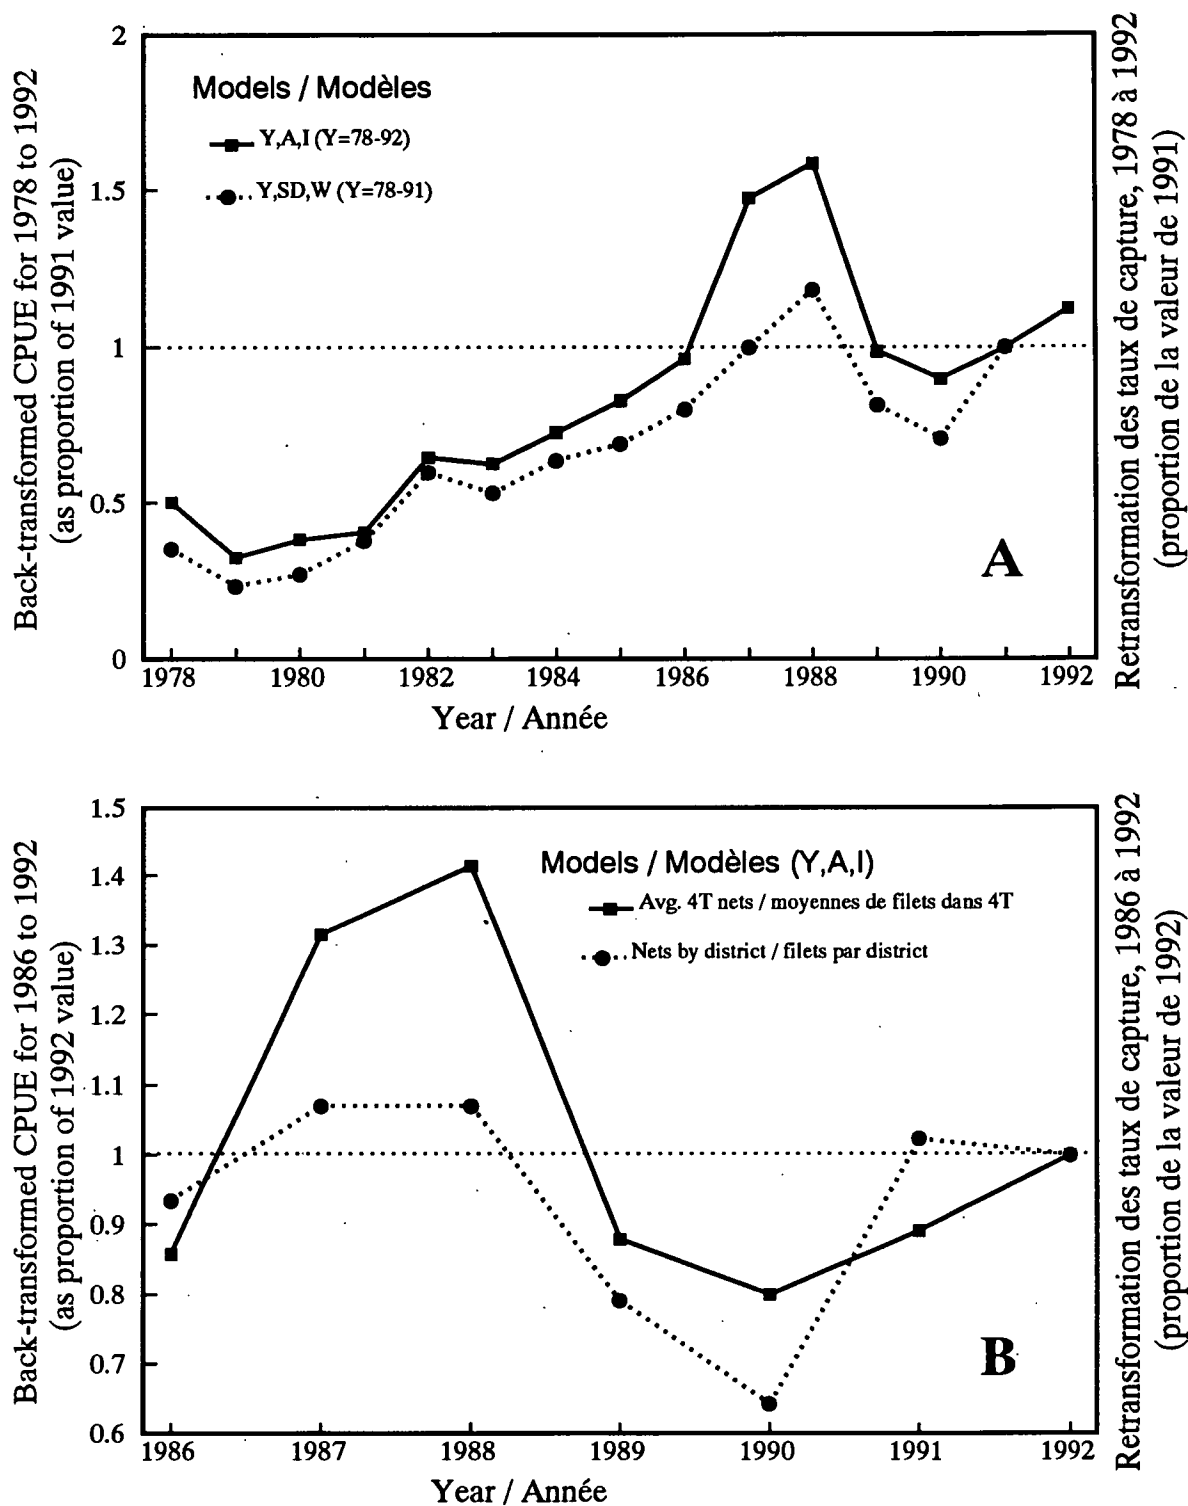 Back-transformed CPUE for 1978 to 1992
(as proportion of 1991 value)
2
1.5
1
0.5
0
Models / Modèles
Y,A,I (Y=78-92)
Y,SD,W (Y=78-91)
A
1978 1980 1982 1984 1986 1988 1990 1992
Year / Année
Retransformation des taux de capture, 1978 à 1992
(proportion de la valeur de 1991)
Back-transformed CPUE for 1986 to 1992
(as proportion of 1992 value)
1.5
1.4
1.3
1.2
1.1
1
0.9
0.8
0.7
0.6
Models / Modèles (Y,A,I)
Avg. 4T nets / moyennes de filets dans 4T
Nets by district / filets par district
B
1986 1987 1988 1989 1990 1991 1992
Year / Année
Retransformation des taux de capture, 1986 à 1992
(proportion de la valeur de 1992)